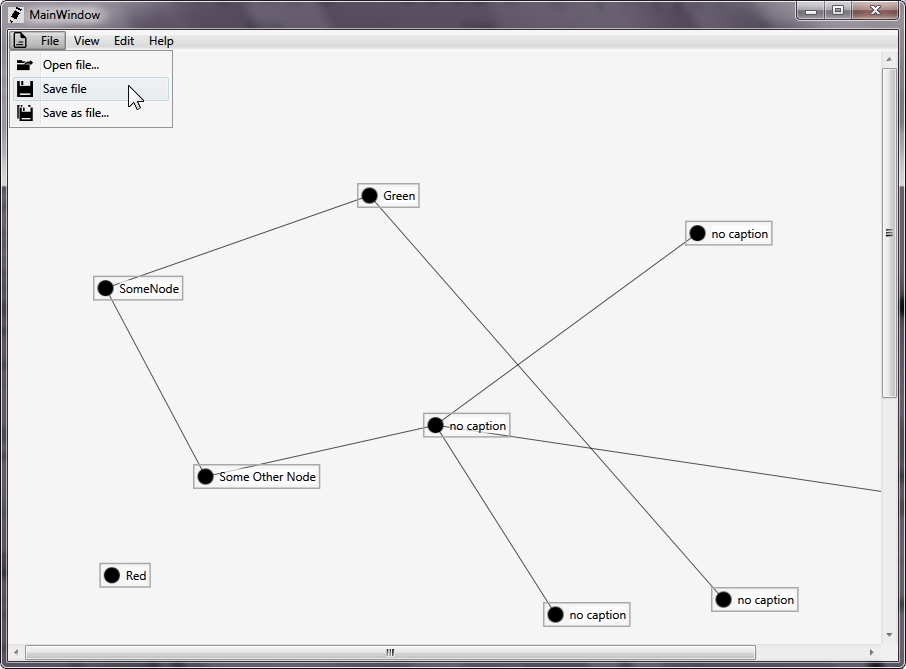 MainWindow
File View Edit Help
Open file...
Save file
Save as file...
Green
no caption
SomeNode
no caption
Some Other Node
Red
no caption
no caption